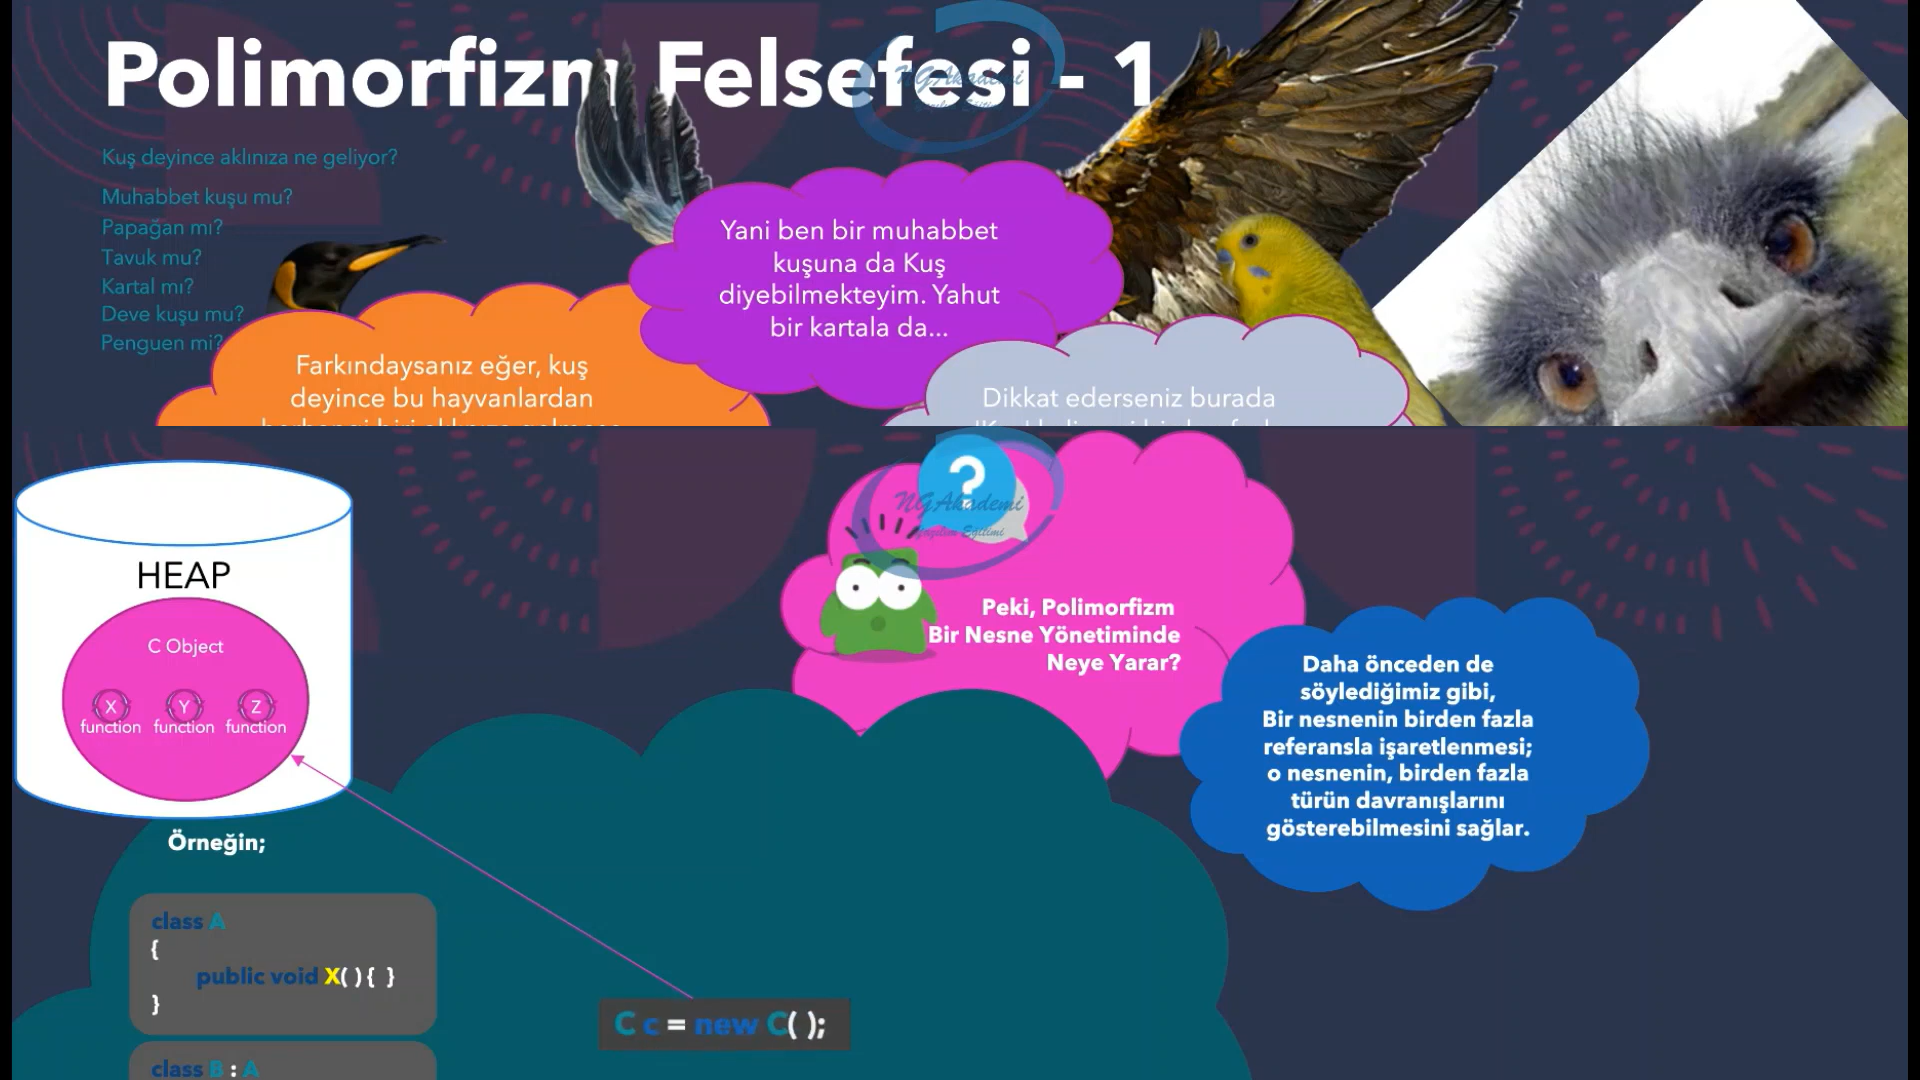 Polimorfizm Felsefesi - 1
NGAkademi
Kuş deyince aklınıza ne geliyor?
Muhabbet kuşu mu?
Papağan mı?
Tavuk mu?
Kartal mı?
Deve kuşu mu?
Penguen mi?
Yani ben bir muhabbet
kuşuna da Kuş
diyebilmekteyim. Yahut
bir kartala da...
Farkındaysanız eğer, kuş
deyince bu hayvanlardan
Dikkat ederseniz burada
HEAP
C Object
X Y Z
function function function
?
NGAkademi
Yazılım Eğitimi
Peki, Polimorfizm
Bir Nesne Yönetiminde
Neye Yarar?
Daha önceden de
söylediğimiz gibi,
Bir nesnenin birden fazla
referansla işaretlenmesi;
o nesnenin, birden fazla
türün davranışlarını
gösterebilmesini sağlar.
Örneğin;
class A
{
public void X( ) { }
}
C c = new C( );
class B : A